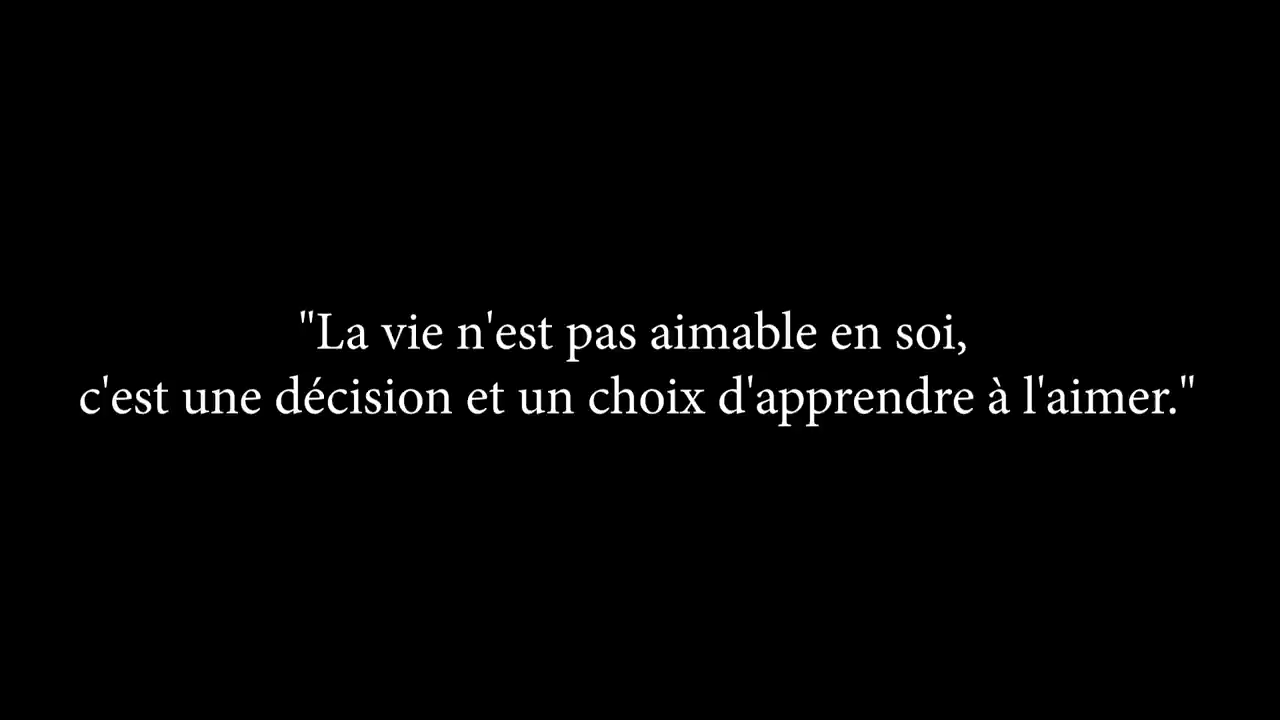 "La vie n'est pas aimable en soi,
c'est une décision et un choix d'apprendre à l'aimer."